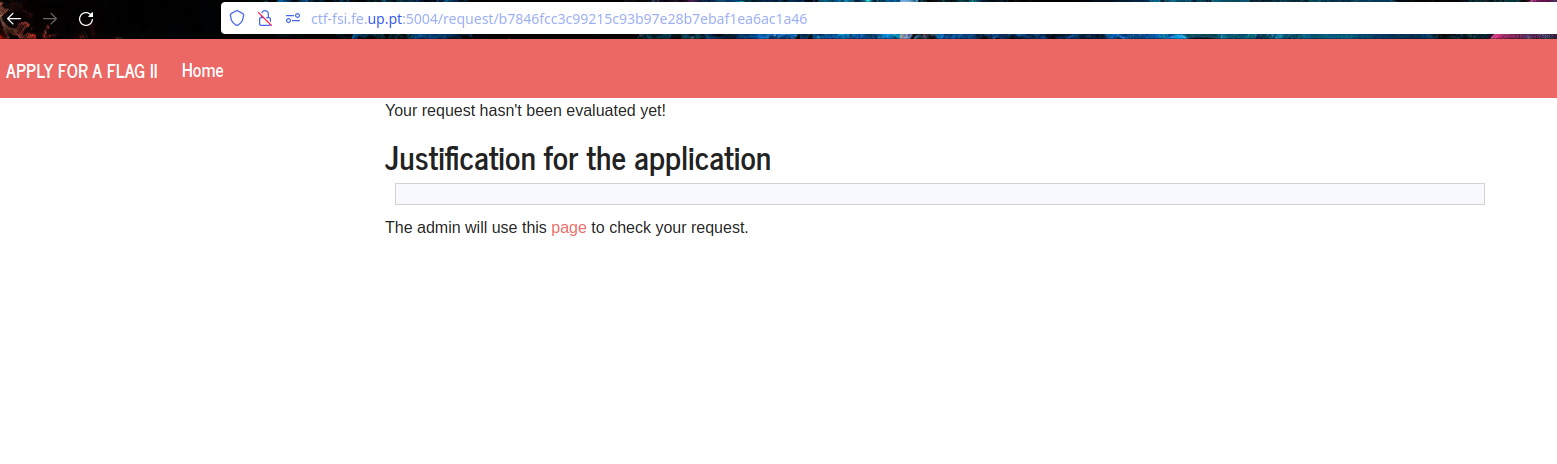 ctf-fsi.fe.up.pt:5004/request/b7846fcc3c99215c93b97e28b7ebaf1ea6ac1a46
APPLY FOR A FLAG II Home
Your request hasn't been evaluated yet!
Justification for the application
The admin will use this page to check your request.